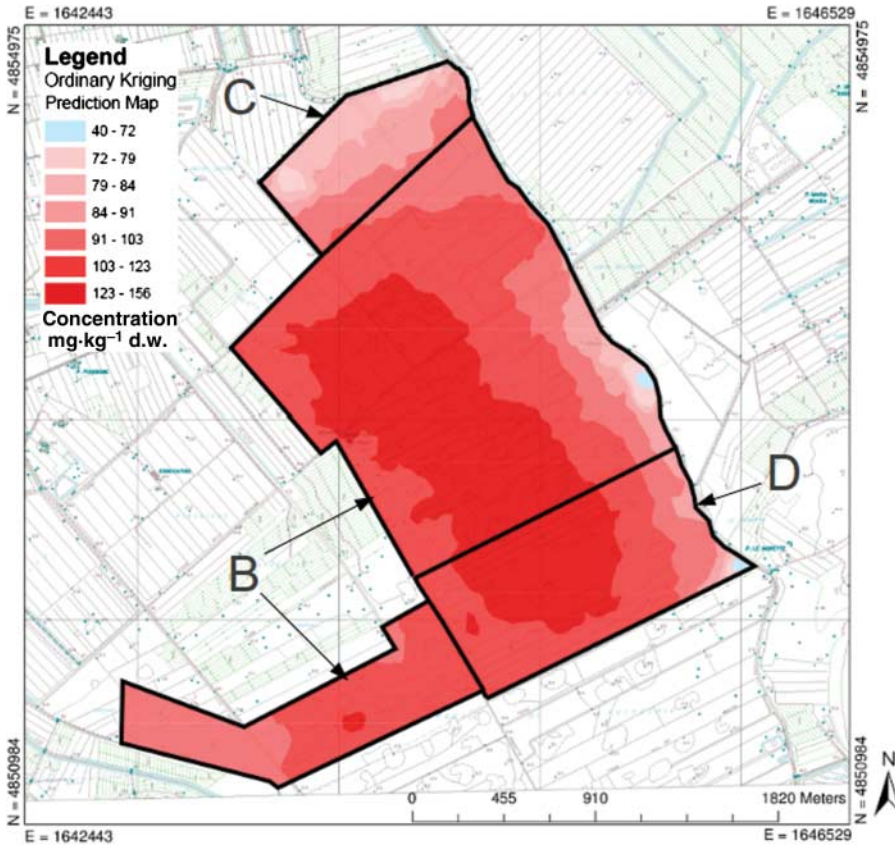 E = 1642443
E = 1646529
N = 4854975
N = 4854975
Legend
Ordinary Kriging
Prediction Map
40 - 72
72 - 79
79 - 84
84 - 91
91 - 103
103 - 123
123 - 156
Concentration
mg·kg⁻¹ d.w.
C
D
B
N = 4850984
N = 4850984
N
0 455 910 1820 Meters
E = 1642443
E = 1646529